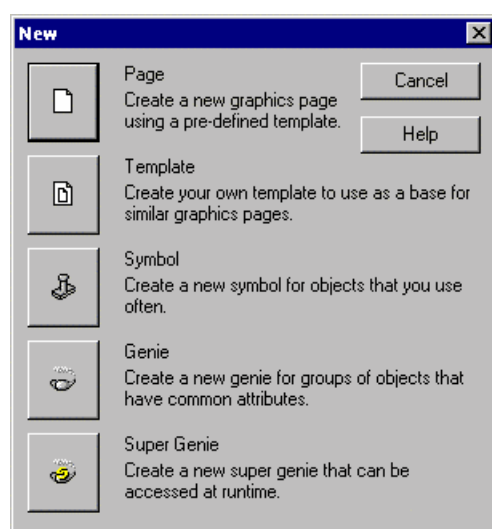 New
Page
Create a new graphics page
using a pre-defined template.
Cancel
Help
Template
Create your own template to use as a base for
similar graphics pages.
Symbol
Create a new symbol for objects that you use
often.
Genie
Create a new genie for groups of objects that
have common attributes.
Super Genie
Create a new super genie that can be
accessed at runtime.